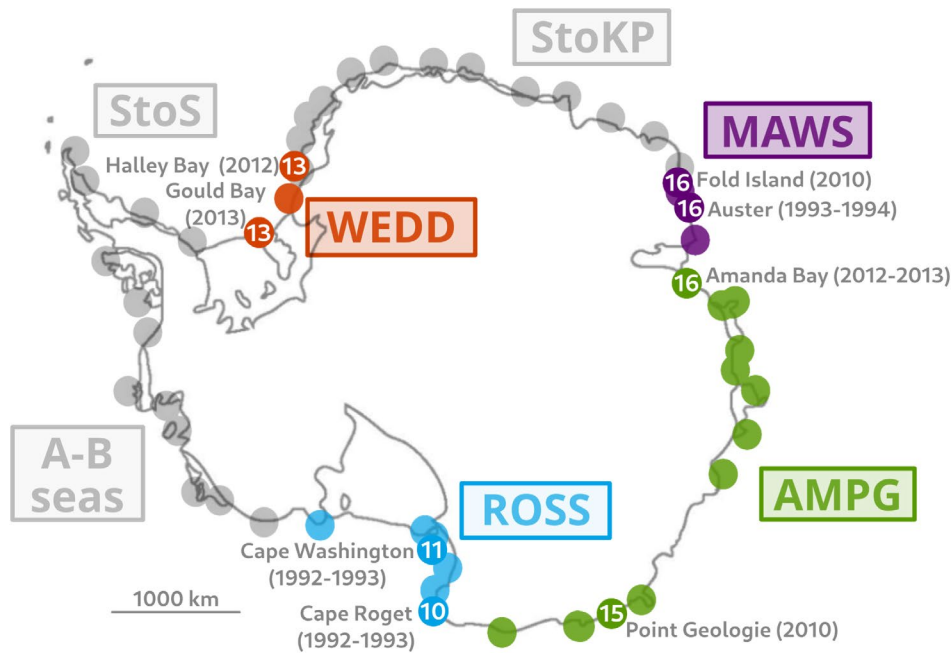 StoKP
StoS
MAWS
Halley Bay (2012) 13
Gould Bay
(2013) 13
WEDD
16 Fold Island (2010)
16 Auster (1993-1994)
16 Amanda Bay (2012-2013)
A-B
seas
ROSS
AMPG
Cape Washington 11
(1992-1993)
1000 km
Cape Roget 10
(1992-1993)
15
Point Geologie (2010)